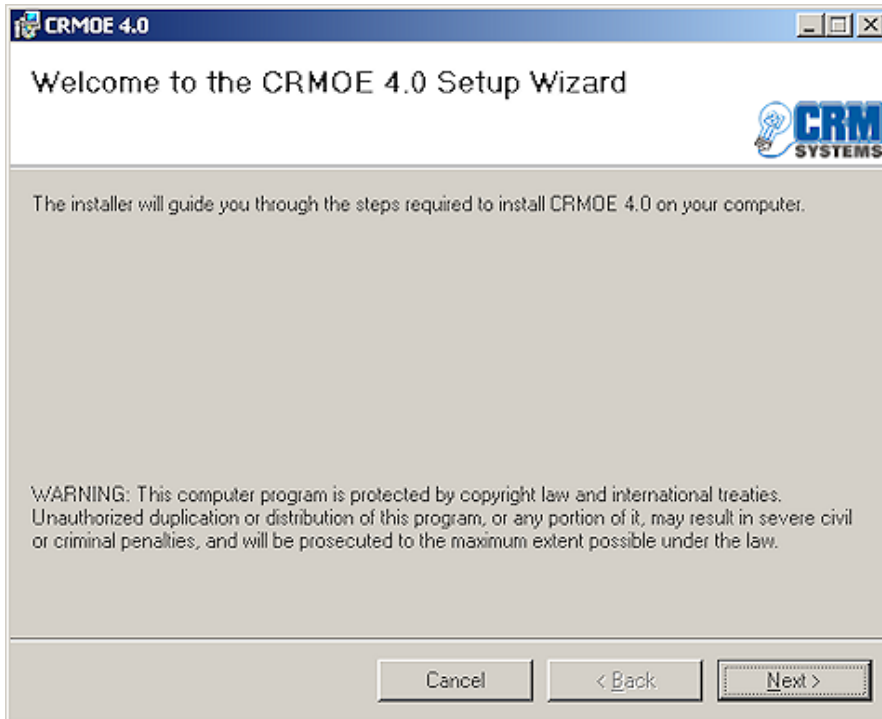 CRMOE 4.0
Welcome to the CRMOE 4.0 Setup Wizard
CRM
SYSTEMS
The installer will guide you through the steps required to install CRMOE 4.0 on your computer.
WARNING: This computer program is protected by copyright law and international treaties.
Unauthorized duplication or distribution of this program, or any portion of it, may result in severe civil
or criminal penalties, and will be prosecuted to the maximum extent possible under the law.
Cancel
< Back
Next >